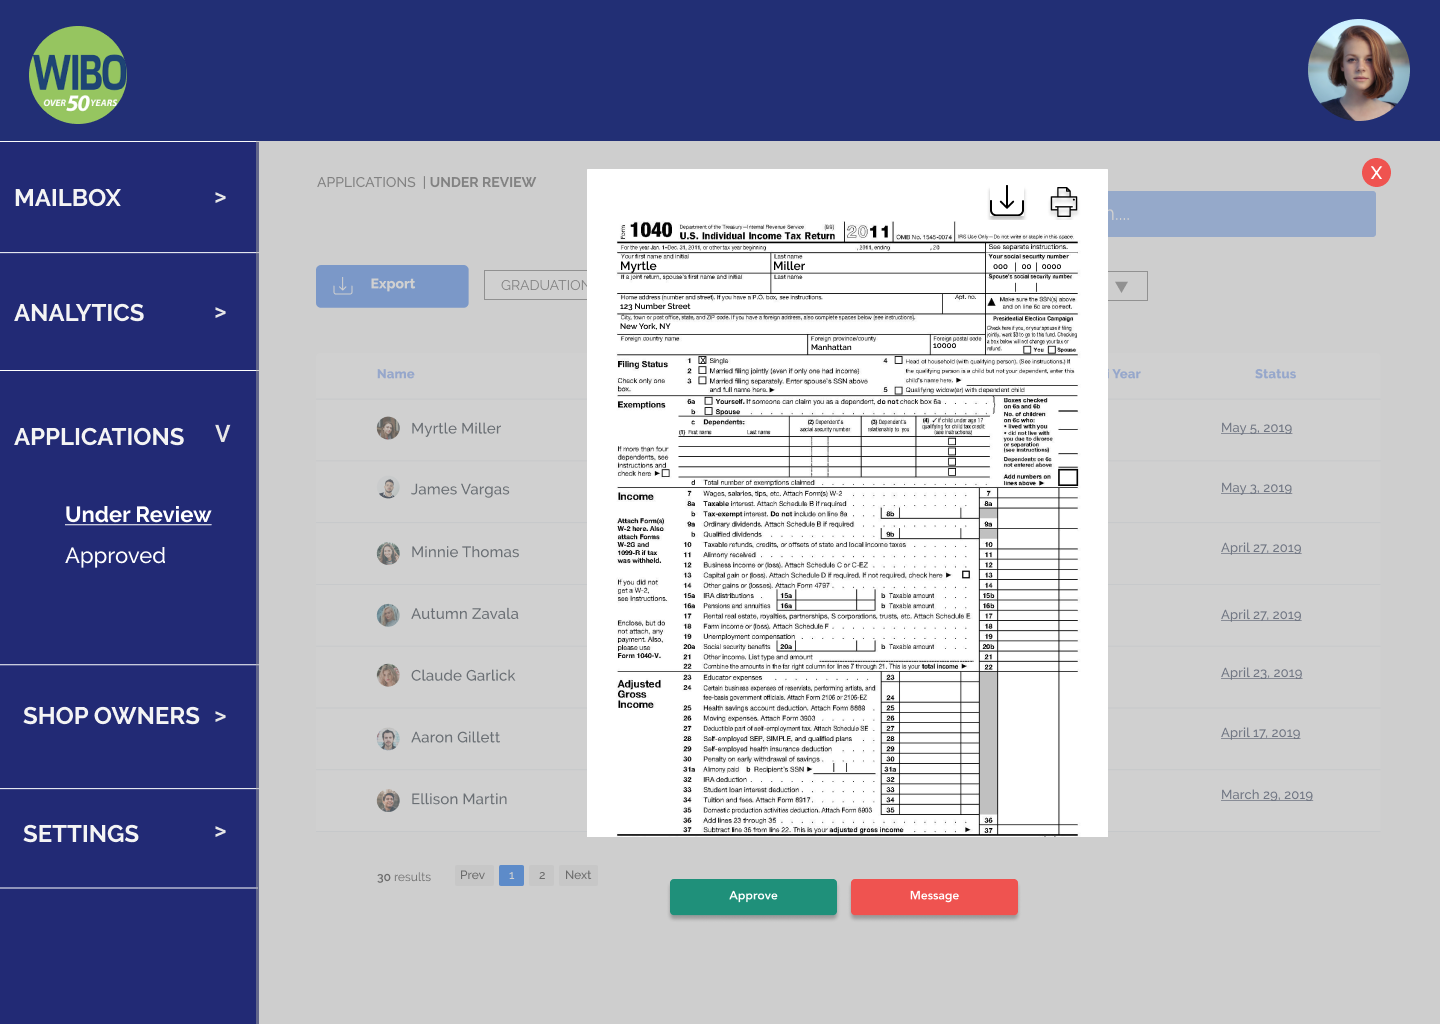 WIBO
OVER 50 YEARS
MAILBOX >
ANALYTICS >
APPLICATIONS V
Under Review
Approved
SHOP OWNERS >
SETTINGS >
APPLICATIONS | UNDER REVIEW
X
Export
GRADUATION
▼
Name
Year
Status
Myrtle Miller
May 5, 2019
James Vargas
May 3, 2019
Minnie Thomas
April 27, 2019
Autumn Zavala
April 27, 2019
Claude Garlick
April 23, 2019
Aaron Gillett
April 17, 2019
Ellison Martin
March 29, 2019
30 results
Prev 1 2 Next
Form 1040 Department of the Treasury—Internal Revenue Service (99)
U.S. Individual Income Tax Return 2011 OMB No. 1545-0074 IRS Use Only—Do not write or staple in this space.
For the year Jan. 1–Dec. 31, 2011, or other tax year beginning , 2011, ending , 20 See separate instructions.
Your first name and initial Last name Your social security number
Myrtle Miller 000 00 0000
If a joint return, spouse's first name and initial Last name Spouse's social security number
Home address (number and street). If you have a P.O. box, see instructions. Apt. no.
123 Number Street
▲ Make sure the SSN(s) above
and on line 6c are correct.
City, town or post office, state, and ZIP code. If you have a foreign address, also complete spaces below (see instructions).
New York, NY
Presidential Election Campaign
Check here if you, or your spouse if filing
jointly, want $3 to go to this fund. Checking
a box below will not change your tax or
refund. You Spouse
Foreign country name Foreign province/county Foreign postal code
Manhattan 10000
Filing Status
Check only one
box.
1 X Single
2 Married filing jointly (even if only one had income)
3 Married filing separately. Enter spouse's SSN above
and full name here. ►
4 Head of household (with qualifying person). (See instructions.) If
the qualifying person is a child but not your dependent, enter this
child's name here. ►
5 Qualifying widow(er) with dependent child
Exemptions
6a Yourself. If someone can claim you as a dependent, do not check box 6a
b Spouse
c Dependents:
(1) First name Last name
(2) Dependent's
social security number
(3) Dependent's
relationship to you
(4) ✓ if child under age 17
qualifying for child tax credit
(see instructions)
If more than four
dependents, see
instructions and
check here ►
d Total number of exemptions claimed
Boxes checked
on 6a and 6b
No. of children
on 6c who:
• lived with you
• did not live with
you due to divorce
or separation
(see instructions)
Dependents on 6c
not entered above
Add numbers on
lines above ►
Income
Attach Form(s)
W-2 here. Also
attach Forms
W-2G and
1099-R if tax
was withheld.
If you did not
get a W-2,
see instructions.
Enclose, but do
not attach, any
payment. Also,
please use
Form 1040-V.
7 Wages, salaries, tips, etc. Attach Form(s) W-2 7
8a Taxable interest. Attach Schedule B if required 8a
b Tax-exempt interest. Do not include on line 8a 8b
9a Ordinary dividends. Attach Schedule B if required 9a
b Qualified dividends 9b
10 Taxable refunds, credits, or offsets of state and local income taxes 10
11 Alimony received 11
12 Business income or (loss). Attach Schedule C or C-EZ 12
13 Capital gain or (loss). Attach Schedule D if required. If not required, check here ► 13
14 Other gains or (losses). Attach Form 4797 14
15a IRA distributions 15a b Taxable amount 15b
16a Pensions and annuities 16a b Taxable amount 16b
17 Rental real estate, royalties, partnerships, S corporations, trusts, etc. Attach Schedule E 17
18 Farm income or (loss). Attach Schedule F 18
19 Unemployment compensation 19
20a Social security benefits 20a b Taxable amount 20b
21 Other income. List type and amount 21
22 Combine the amounts in the far right column for lines 7 through 21. This is your total income ► 22
Adjusted
Gross
Income
23 Educator expenses 23
24 Certain business expenses of reservists, performing artists, and
fee-basis government officials. Attach Form 2106 or 2106-EZ 24
25 Health savings account deduction. Attach Form 8889 25
26 Moving expenses. Attach Form 3903 26
27 Deductible part of self-employment tax. Attach Schedule SE 27
28 Self-employed SEP, SIMPLE, and qualified plans 28
29 Self-employed health insurance deduction 29
30 Penalty on early withdrawal of savings 30
31a Alimony paid b Recipient's SSN ► 31a
32 IRA deduction 32
33 Student loan interest deduction 33
34 Tuition and fees. Attach Form 8917 34
35 Domestic production activities deduction. Attach Form 8903 35
36 Add lines 23 through 35 36
37 Subtract line 36 from line 22. This is your adjusted gross income ► 37
Approve
Message